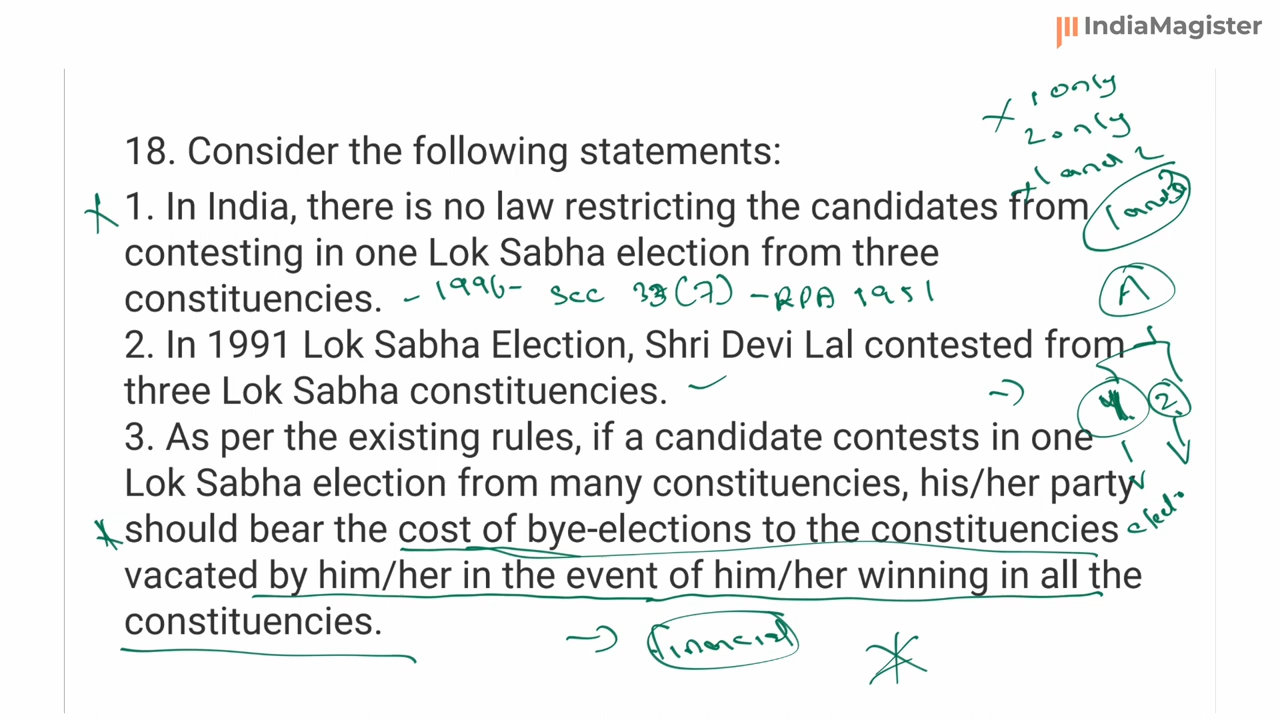 IndiaMagister
1 only
2 only
1 and 2
18. Consider the following statements:
1. In India, there is no law restricting the candidates from
contesting in one Lok Sabha election from three
constituencies. - 1996- Sec 33 (7) - RPA 1951
A
2. In 1991 Lok Sabha Election, Shri Devi Lal contested from
three Lok Sabha constituencies.
2.
3. As per the existing rules, if a candidate contests in one
Lok Sabha election from many constituencies, his/her party
should bear the cost of bye-elections to the constituencies
vacated by him/her in the event of him/her winning in all the
constituencies.
financial